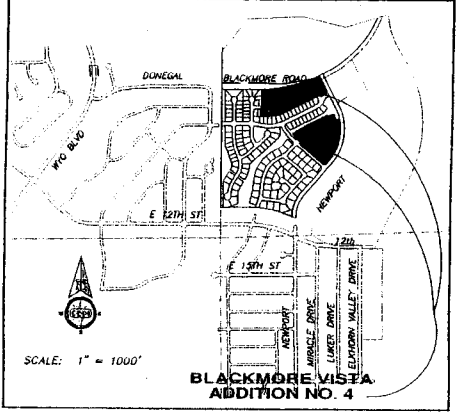 DONEGAL
BLACKMORE ROAD
WYO BLVD
NEWPORT
E 12TH ST
12th
E 15TH ST
NEWPORT
MIRACLE DRIVE
LUKER DRIVE
ELKHORN VALLEY DRIVE
SCALE: 1" = 1000'
BLACKMORE VISTA
ADDITION NO. 4